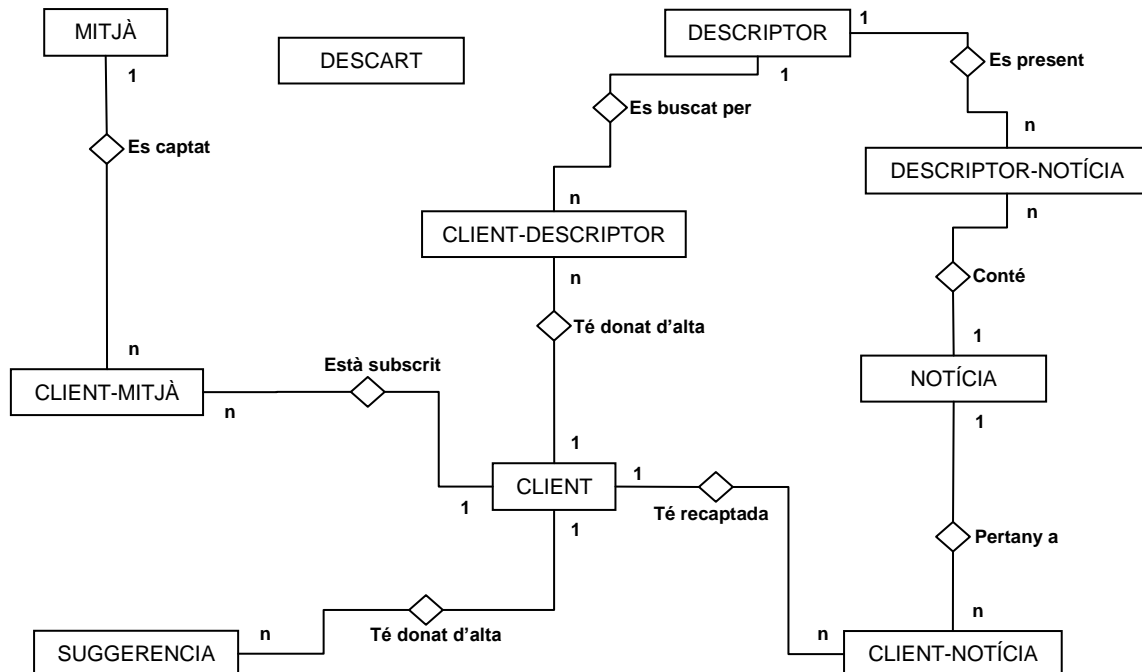 MITJÀ
1
DESCART
DESCRIPTOR
1
1
Es present
Es buscat per
Es captat
n
DESCRIPTOR-NOTÍCIA
n
n
CLIENT-DESCRIPTOR
n
Conté
Té donat d'alta
n
1
Està subscrit
CLIENT-MITJÀ
n
NOTÍCIA
1
1
CLIENT
1
1
1
Té recaptada
Pertany a
n
Té donat d'alta
n
n
SUGGERENCIA
CLIENT-NOTÍCIA